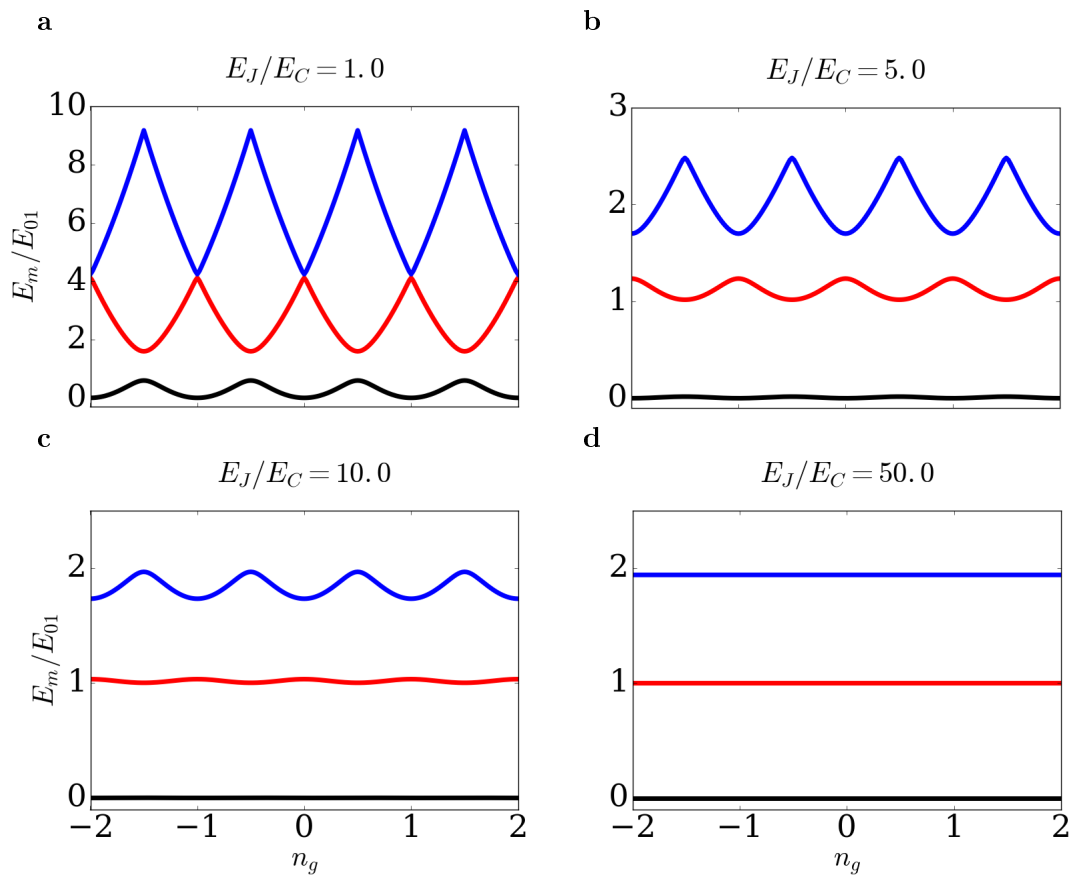 a
E_J/E_C = 1.0
10
8
6
4
2
0
E_m/E_01
b
E_J/E_C = 5.0
3
2
1
0
c
E_J/E_C = 10.0
2
1
0
E_m/E_01
−2 −1 0 1 2
n_g
d
E_J/E_C = 50.0
2
1
0
−2 −1 0 1 2
n_g